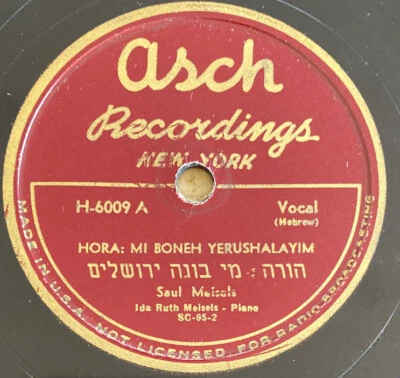 asch
Recordings
NEW YORK
H-6009 A Vocal
(Hebrew)
HORA: MI BONEH YERUSHALAYIM
הורה: מי בונה ירושלים
Saul Meisels
Ida Ruth Meisels - Piano
SC-95-2
MADE IN U.S.A. NOT LICENSED FOR RADIO BROADCASTING